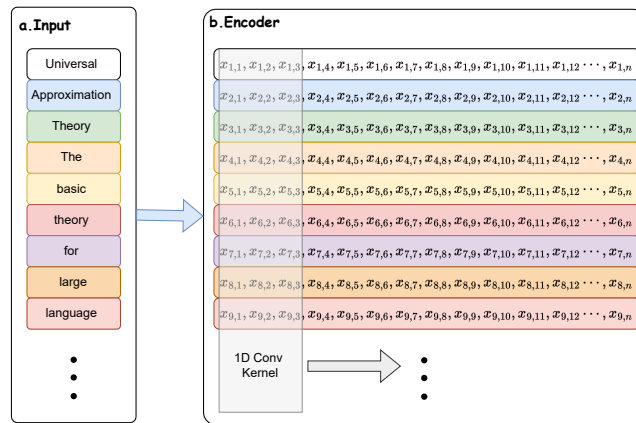 a.Input
Universal
Approximation
Theory
The
basic
theory
for
large
language
b.Encoder
x1,1, x1,2, x1,3, x1,4, x1,5, x1,6, x1,7, x1,8, x1,9, x1,10, x1,11, x1,12 ⋯ , x1,n
x2,1, x2,2, x2,3, x2,4, x2,5, x2,6, x2,7, x2,8, x2,9, x2,10, x2,11, x2,12 ⋯ , x2,n
x3,1, x3,2, x3,3, x3,4, x3,5, x3,6, x3,7, x3,8, x3,9, x3,10, x3,11, x3,12 ⋯ , x3,n
x4,1, x4,2, x4,3, x4,4, x4,5, x4,6, x4,7, x4,8, x4,9, x4,10, x4,11, x4,12 ⋯ , x4,n
x5,1, x5,2, x5,3, x5,4, x5,5, x5,6, x5,7, x5,8, x5,9, x5,10, x5,11, x5,12 ⋯ , x5,n
x6,1, x6,2, x6,3, x6,4, x6,5, x6,6, x6,7, x6,8, x6,9, x6,10, x6,11, x6,12 ⋯ , x6,n
x7,1, x7,2, x7,3, x7,4, x7,5, x7,6, x7,7, x7,8, x7,9, x7,10, x7,11, x7,12 ⋯ , x7,n
x8,1, x8,2, x8,3, x8,4, x8,5, x8,6, x8,7, x8,8, x8,9, x8,10, x8,11, x8,12 ⋯ , x8,n
x9,1, x9,2, x9,3, x9,4, x9,5, x9,6, x9,7, x9,8, x9,9, x9,10, x9,11, x9,12 ⋯ , x9,n
1D Conv
Kernel